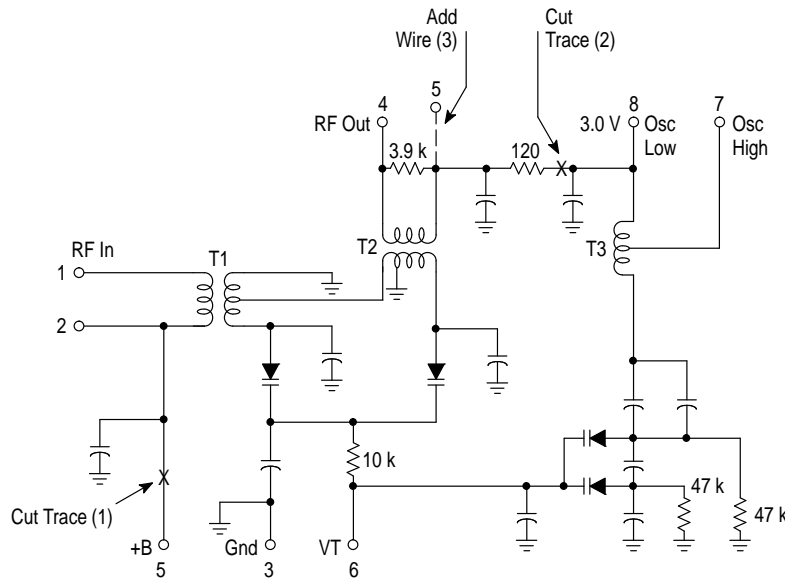 Add
Wire (3)
Cut
Trace (2)
4
5
8
7
RF Out
3.0 V
Osc
Low
Osc
High
3.9 k
120
RF In
T1
T2
T3
1
2
10 k
47 k
47 k
Cut Trace (1)
+B
Gnd
VT
5
3
6